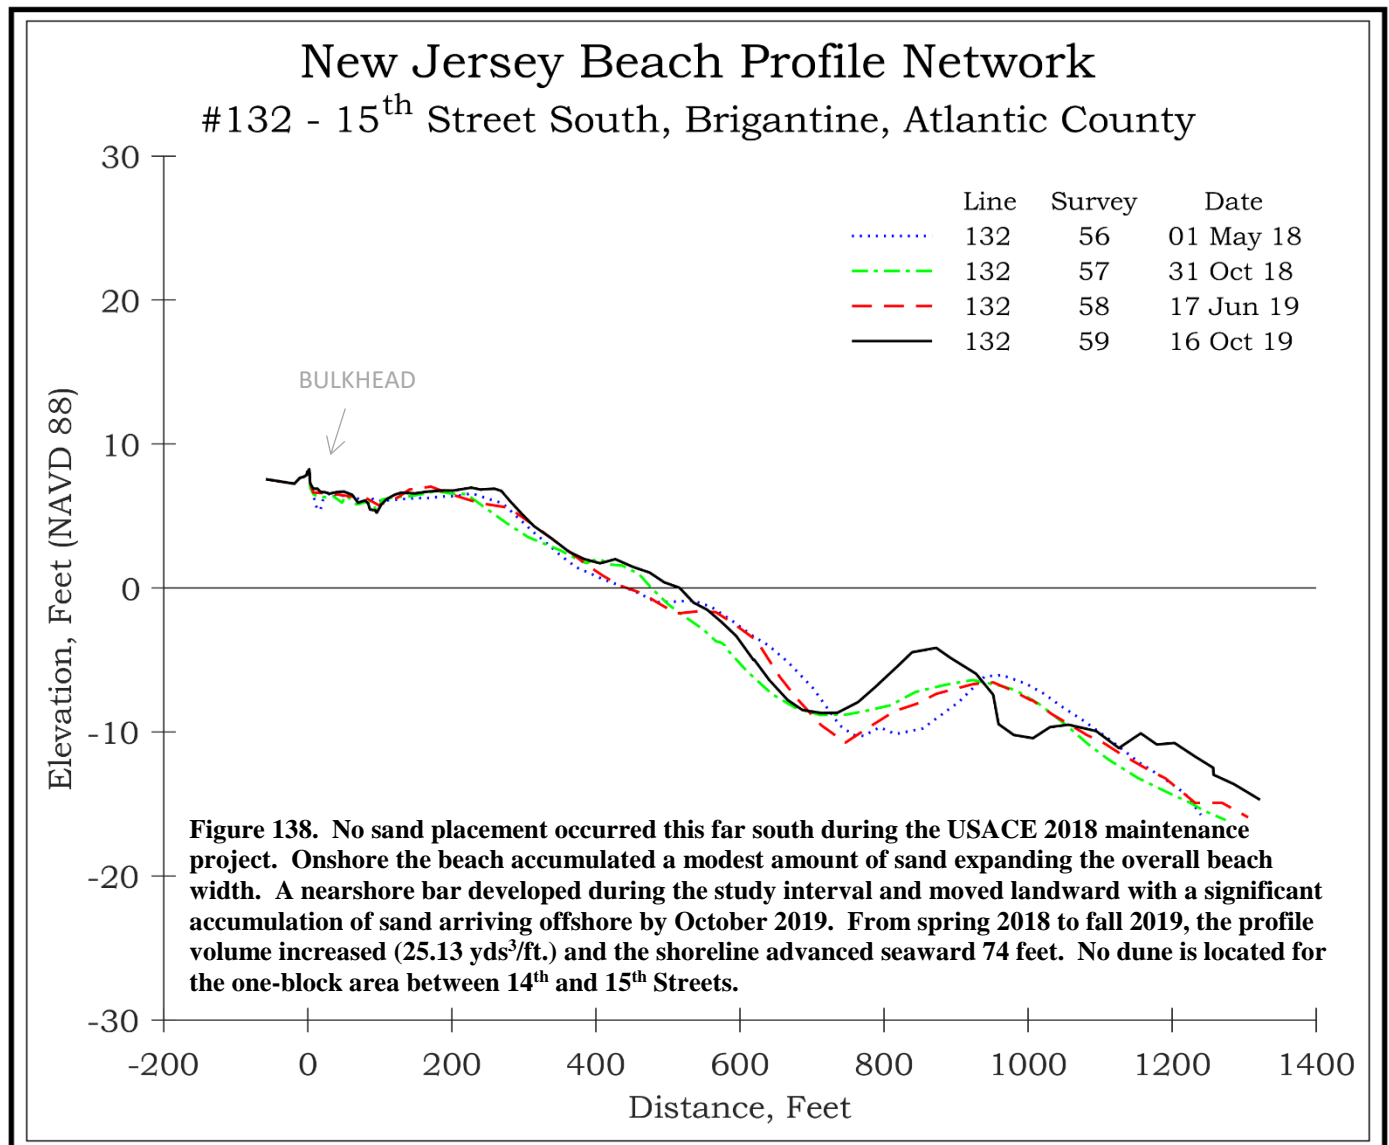 New Jersey Beach Profile Network
#132 - 15th Street South, Brigantine, Atlantic County
Line Survey Date
132 56 01 May 18
132 57 31 Oct 18
132 58 17 Jun 19
132 59 16 Oct 19
BULKHEAD
Elevation, Feet (NAVD 88)
30
20
10
0
-10
-20
-30
Figure 138. No sand placement occurred this far south during the USACE 2018 maintenance
project. Onshore the beach accumulated a modest amount of sand expanding the overall beach
width. A nearshore bar developed during the study interval and moved landward with a significant
accumulation of sand arriving offshore by October 2019. From spring 2018 to fall 2019, the profile
volume increased (25.13 yds³/ft.) and the shoreline advanced seaward 74 feet. No dune is located for
the one-block area between 14th and 15th Streets.
-200 0 200 400 600 800 1000 1200 1400
Distance, Feet